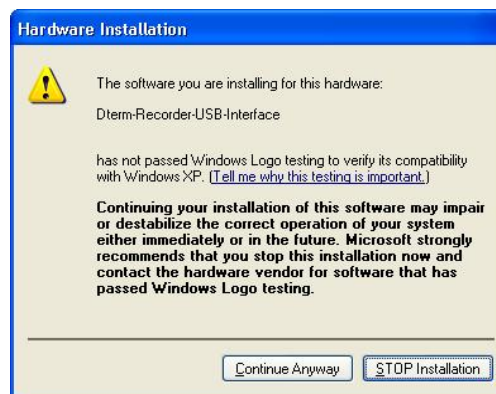 Hardware Installation
The software you are installing for this hardware:
Dterm-Recorder-USB-Interface
has not passed Windows Logo testing to verify its compatibility
with Windows XP. (Tell me why this testing is important.)
Continuing your installation of this software may impair
or destabilize the correct operation of your system
either immediately or in the future. Microsoft strongly
recommends that you stop this installation now and
contact the hardware vendor for software that has
passed Windows Logo testing.
Continue Anyway
STOP Installation